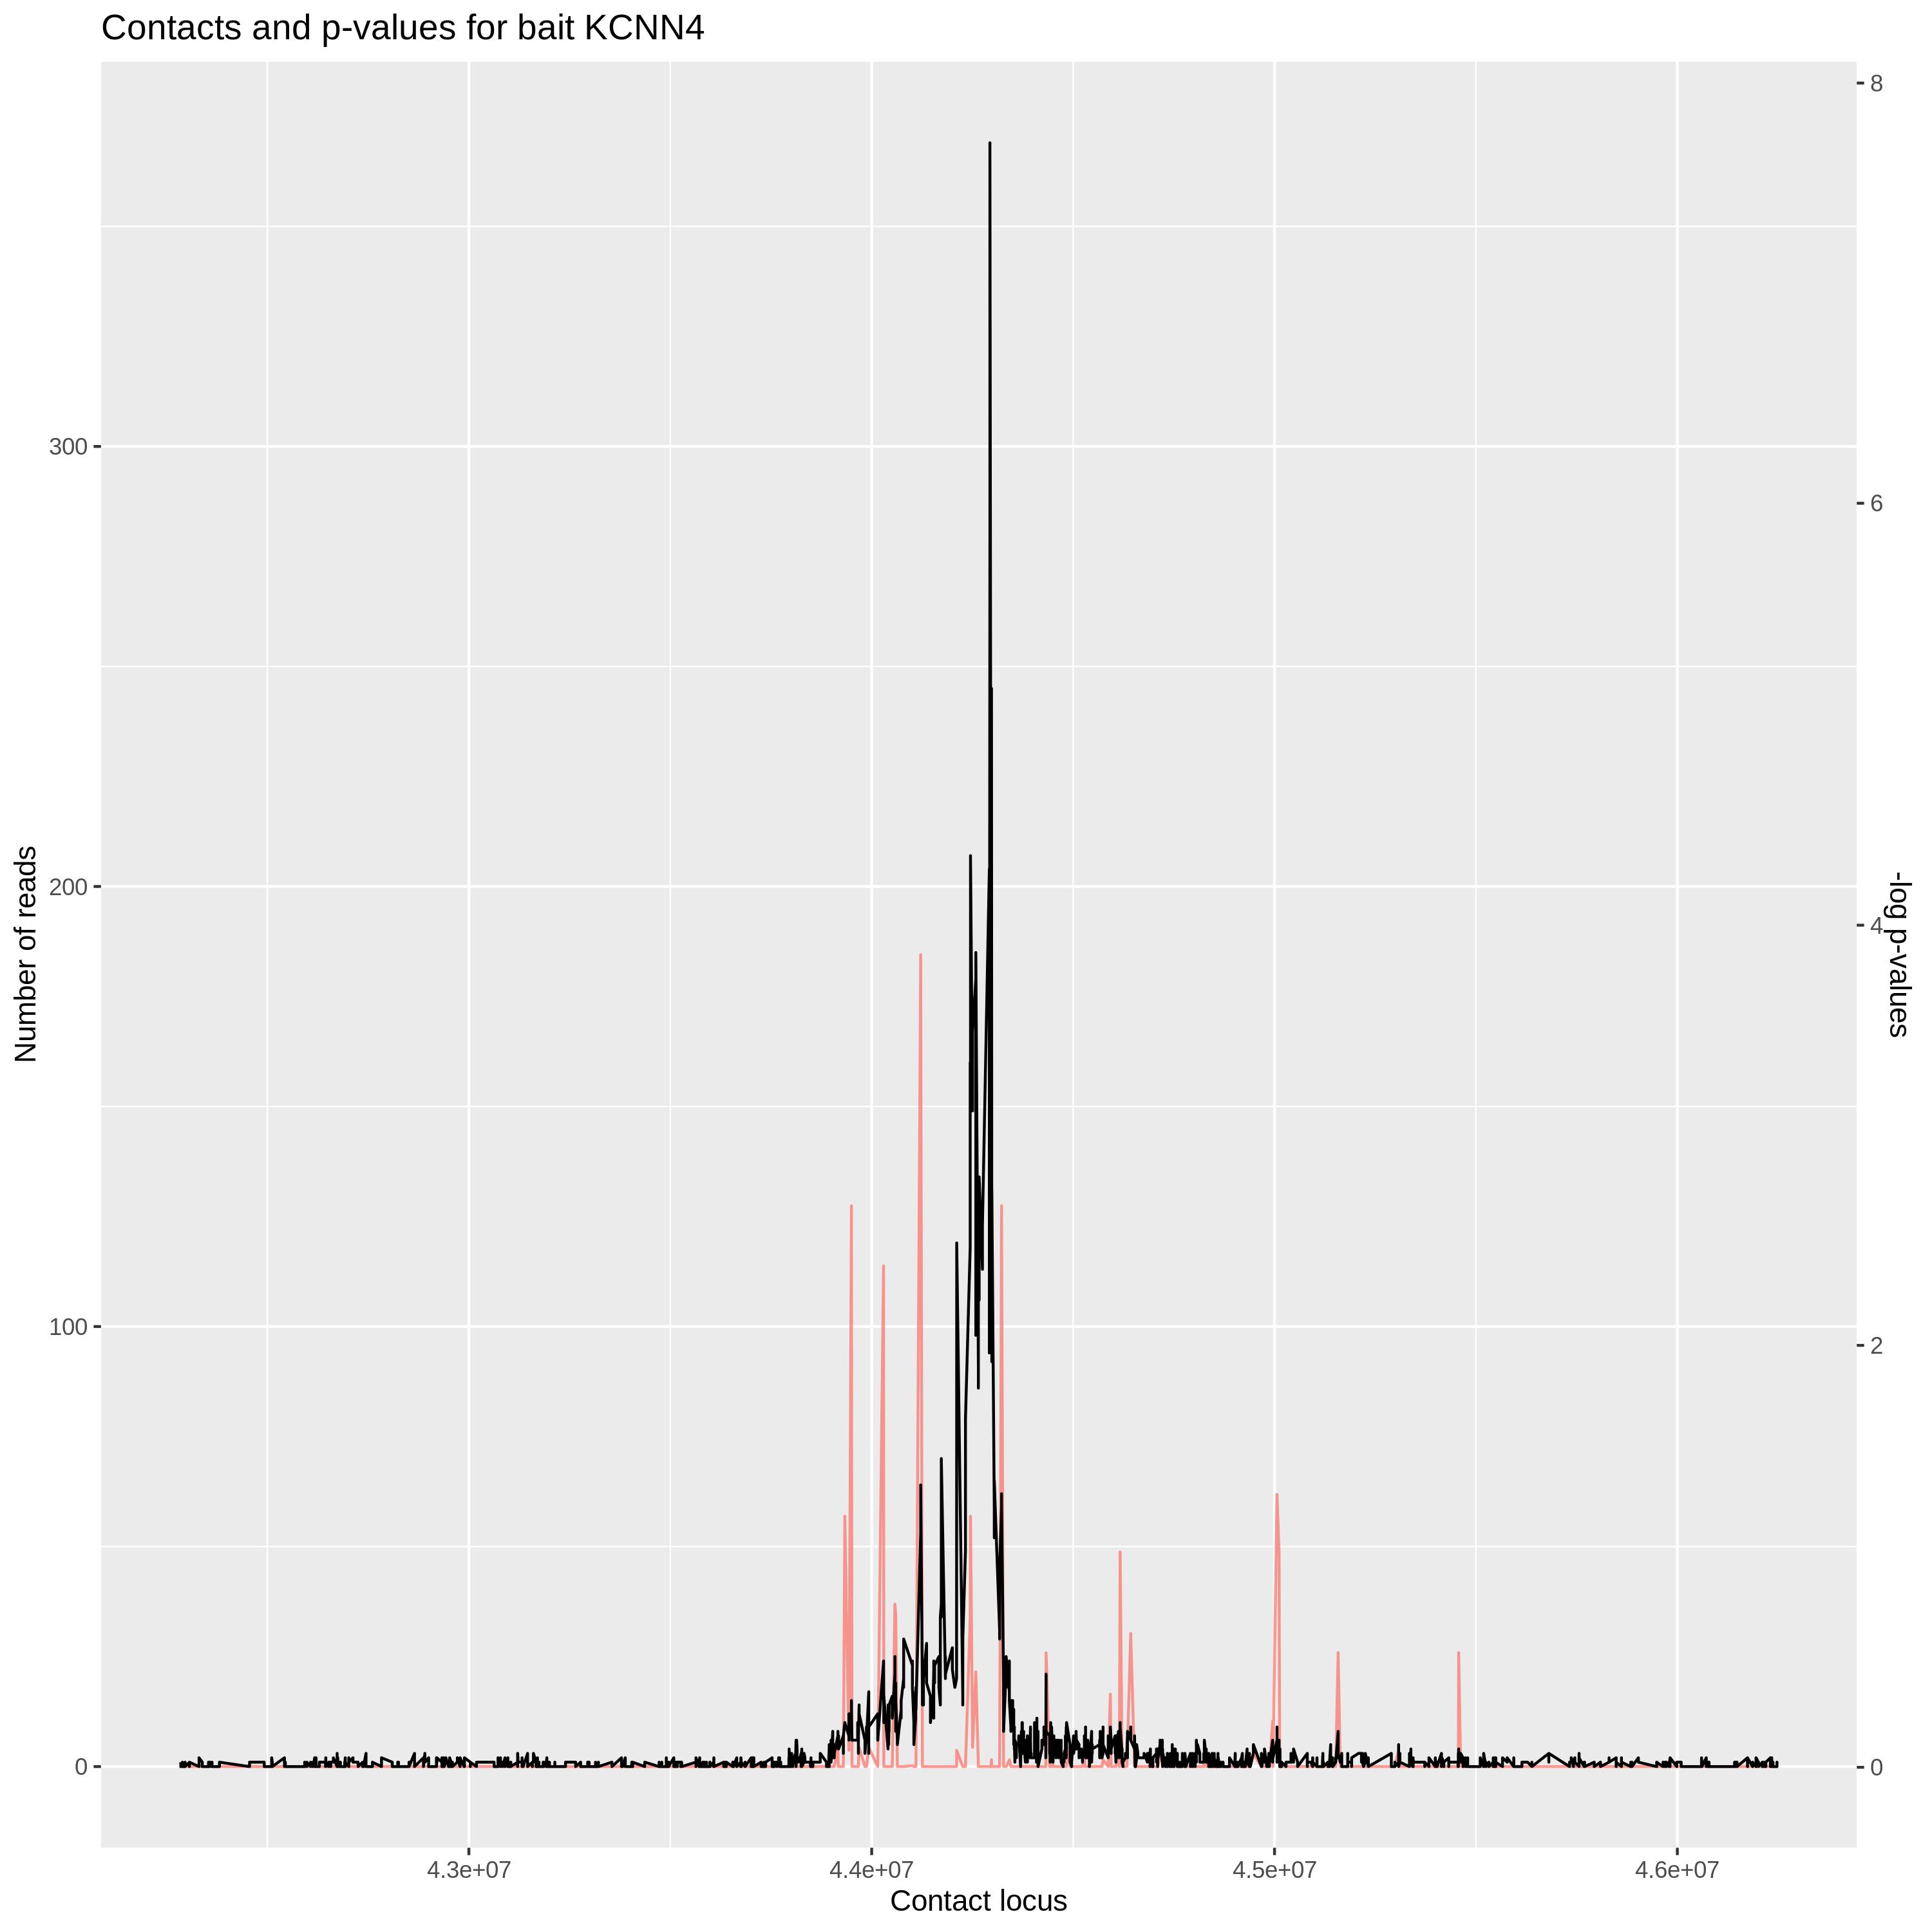 Contacts and p-values for bait KCNN4
8
300
6
200
4
100
2
0
0
Number of reads
-log p-values
4.3e+07
4.4e+07
4.5e+07
4.6e+07
Contact locus